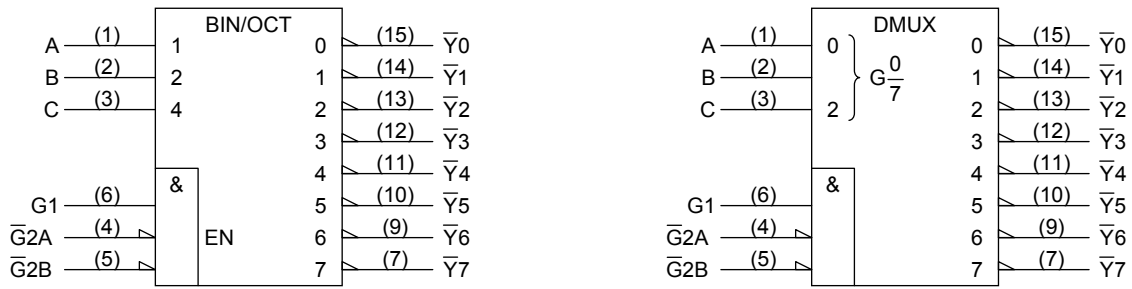 BIN/OCT
A (1) 1 0 (15) Y̅0
B (2) 2 1 (14) Y̅1
C (3) 4 2 (13) Y̅2
3 (12) Y̅3
& 4 (11) Y̅4
G1 (6) 5 (10) Y̅5
G̅2A (4) EN 6 (9) Y̅6
G̅2B (5) 7 (7) Y̅7
DMUX
A (1) 0 0 (15) Y̅0
B (2) } G 0/7 1 (14) Y̅1
C (3) 2 2 (13) Y̅2
3 (12) Y̅3
& 4 (11) Y̅4
G1 (6) 5 (10) Y̅5
G̅2A (4) 6 (9) Y̅6
G̅2B (5) 7 (7) Y̅7